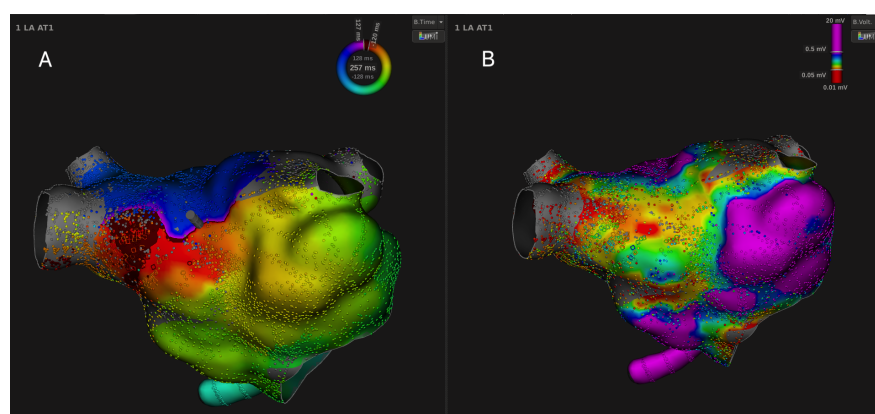 1 LA AT1
B.Time
A
127 ms
-120 ms
128 ms
257 ms
-128 ms
1 LA AT1
B.Volt.
B
20 mV
0.5 mV
0.05 mV
0.01 mV